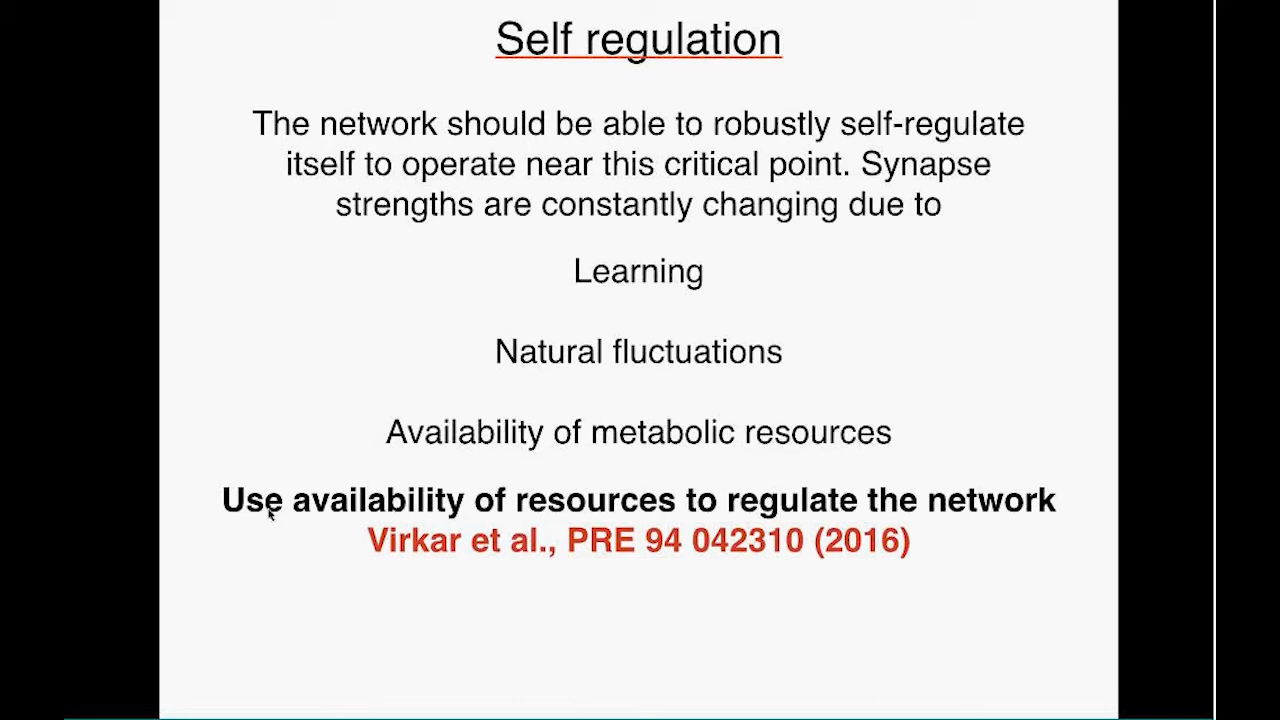 Self regulation
The network should be able to robustly self-regulate
itself to operate near this critical point. Synapse
strengths are constantly changing due to
Learning
Natural fluctuations
Availability of metabolic resources
Use availability of resources to regulate the network
Virkar et al., PRE 94 042310 (2016)